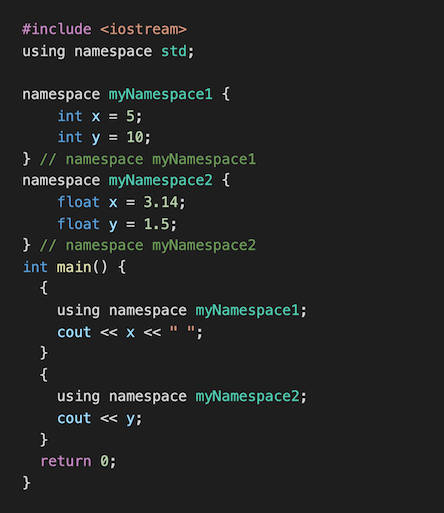 #include <iostream>
using namespace std;

namespace myNamespace1 {
    int x = 5;
    int y = 10;
} // namespace myNamespace1
namespace myNamespace2 {
    float x = 3.14;
    float y = 1.5;
} // namespace myNamespace2
int main() {
  {
    using namespace myNamespace1;
    cout << x << " ";
  }
  {
    using namespace myNamespace2;
    cout << y;
  }
  return 0;
}